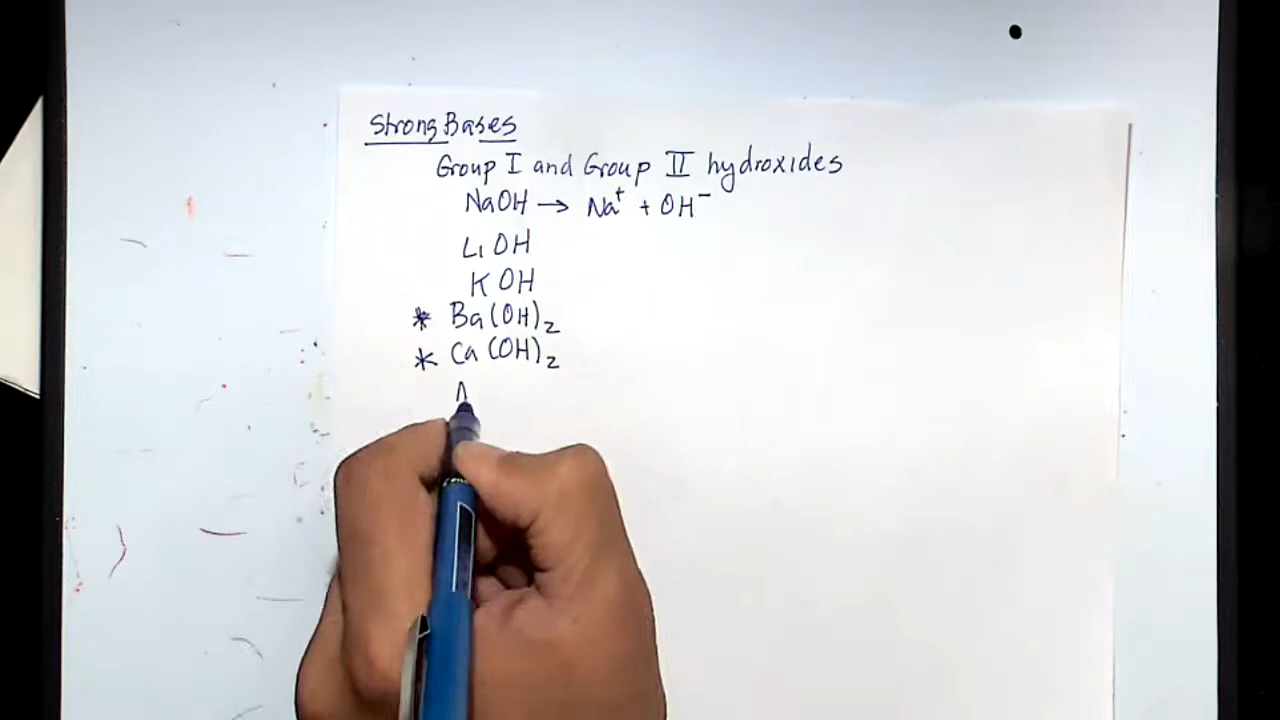 Strong Bases
Group I and Group II hydroxides
NaOH → Na⁺ + OH⁻
LiOH
KOH
* Ba(OH)₂
* Ca(OH)₂